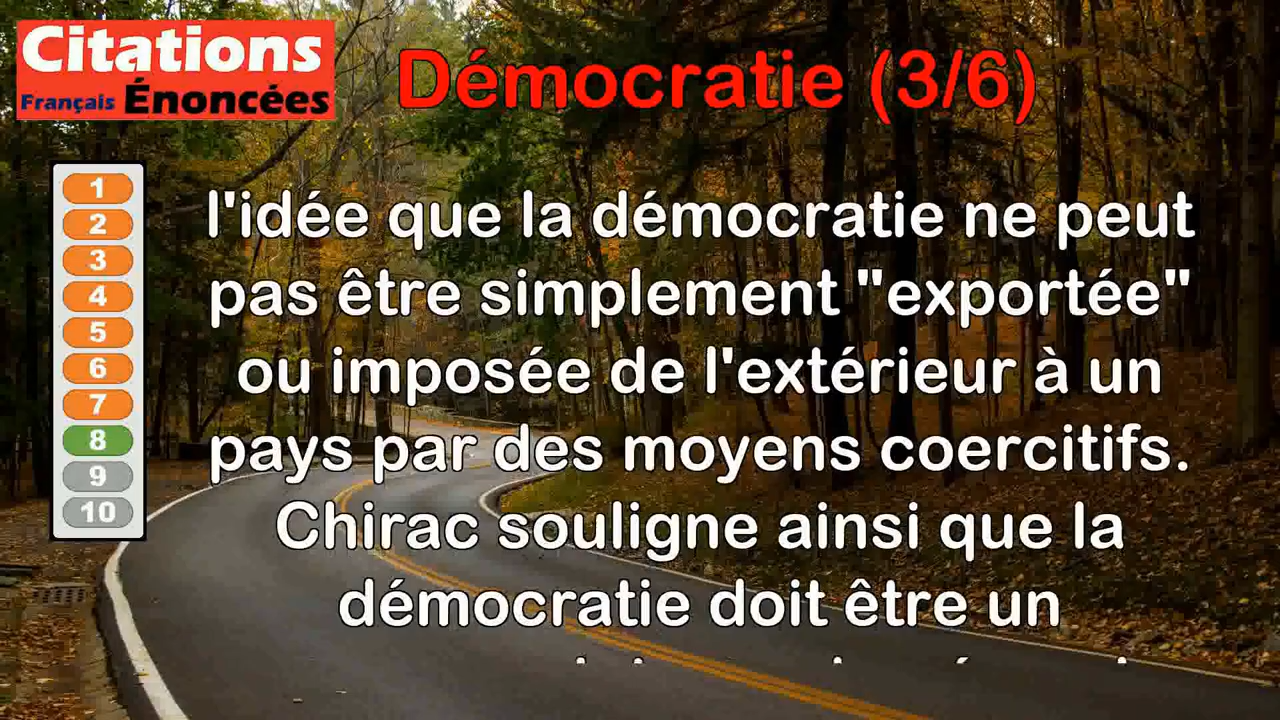 Citations
Français Énoncées
Démocratie (3/6)
1
2
3
4
5
6
7
8
9
10
l'idée que la démocratie ne peut
pas être simplement "exportée"
ou imposée de l'extérieur à un
pays par des moyens coercitifs.
Chirac souligne ainsi que la
démocratie doit être un